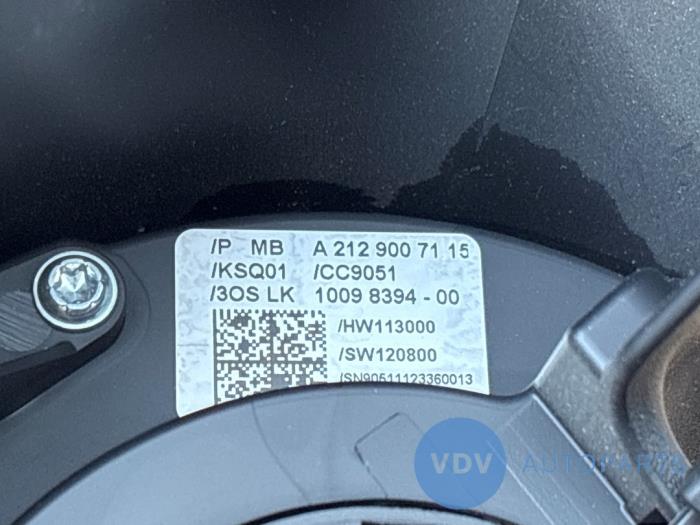 /P MB A 212 900 71 15
/KSQ01 /CC9051
/3OS LK 1009 8394 - 00
/HW113000
/SW120800
/SN90511123360013
VDV AUTOPARTS